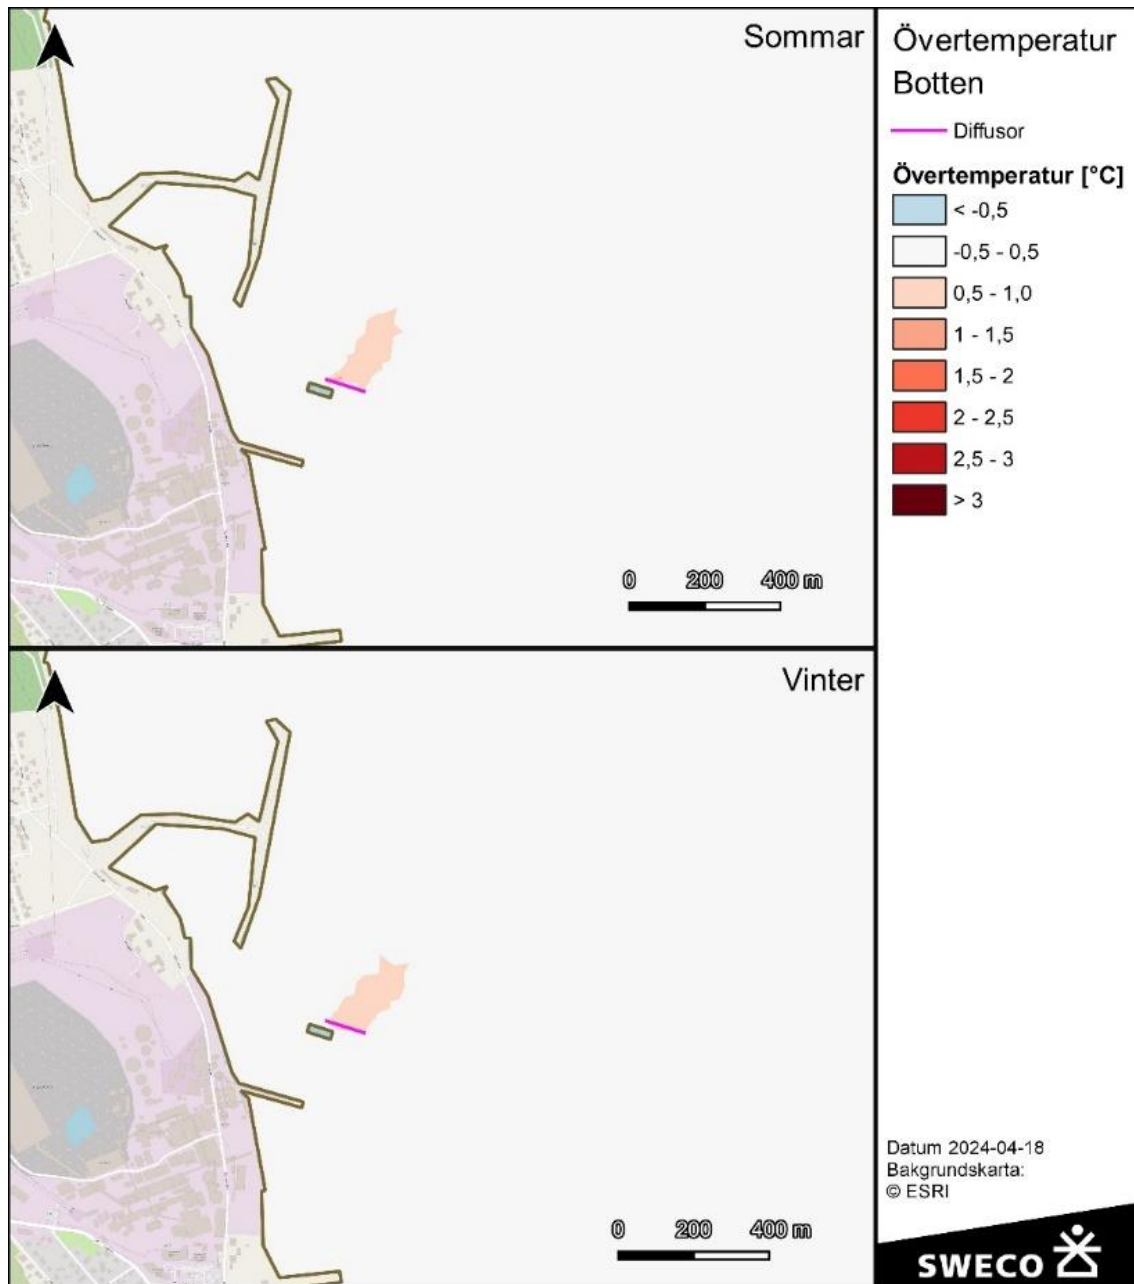 Sommar
0 200 400 m
Vinter
0 200 400 m
Övertemperatur
Botten
Diffusor
Övertemperatur [°C]
< -0,5
-0,5 - 0,5
0,5 - 1,0
1 - 1,5
1,5 - 2
2 - 2,5
2,5 - 3
> 3
Datum 2024-04-18
Bakgrundskarta:
© ESRI
SWECO